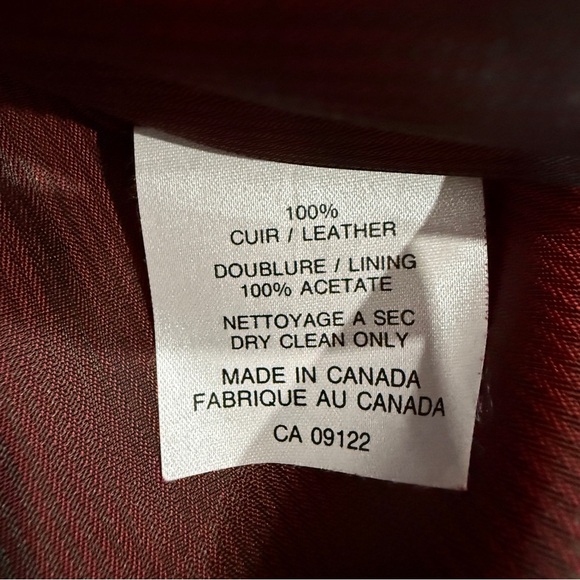 100%
CUIR / LEATHER
DOUBLURE / LINING
100% ACETATE
NETTOYAGE A SEC
DRY CLEAN ONLY
MADE IN CANADA
FABRIQUE AU CANADA
CA 09122